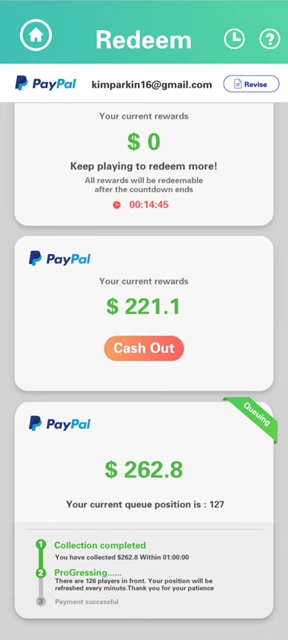 Redeem
?
PayPal kimparkin16@gmail.com Revise
Your current rewards
$ 0
Keep playing to redeem more!
All rewards will be redeemable
after the countdown ends
00:14:45
PayPal
Your current rewards
$ 221.1
Cash Out
Queuing
PayPal
$ 262.8
Your current queue position is : 127
1 Collection completed
You have collected $262.8 Within 01:00:00
2 ProGressing......
There are 126 players in front. Your position will be
refreshed every minute.Thank you for your patience
3 Payment successful